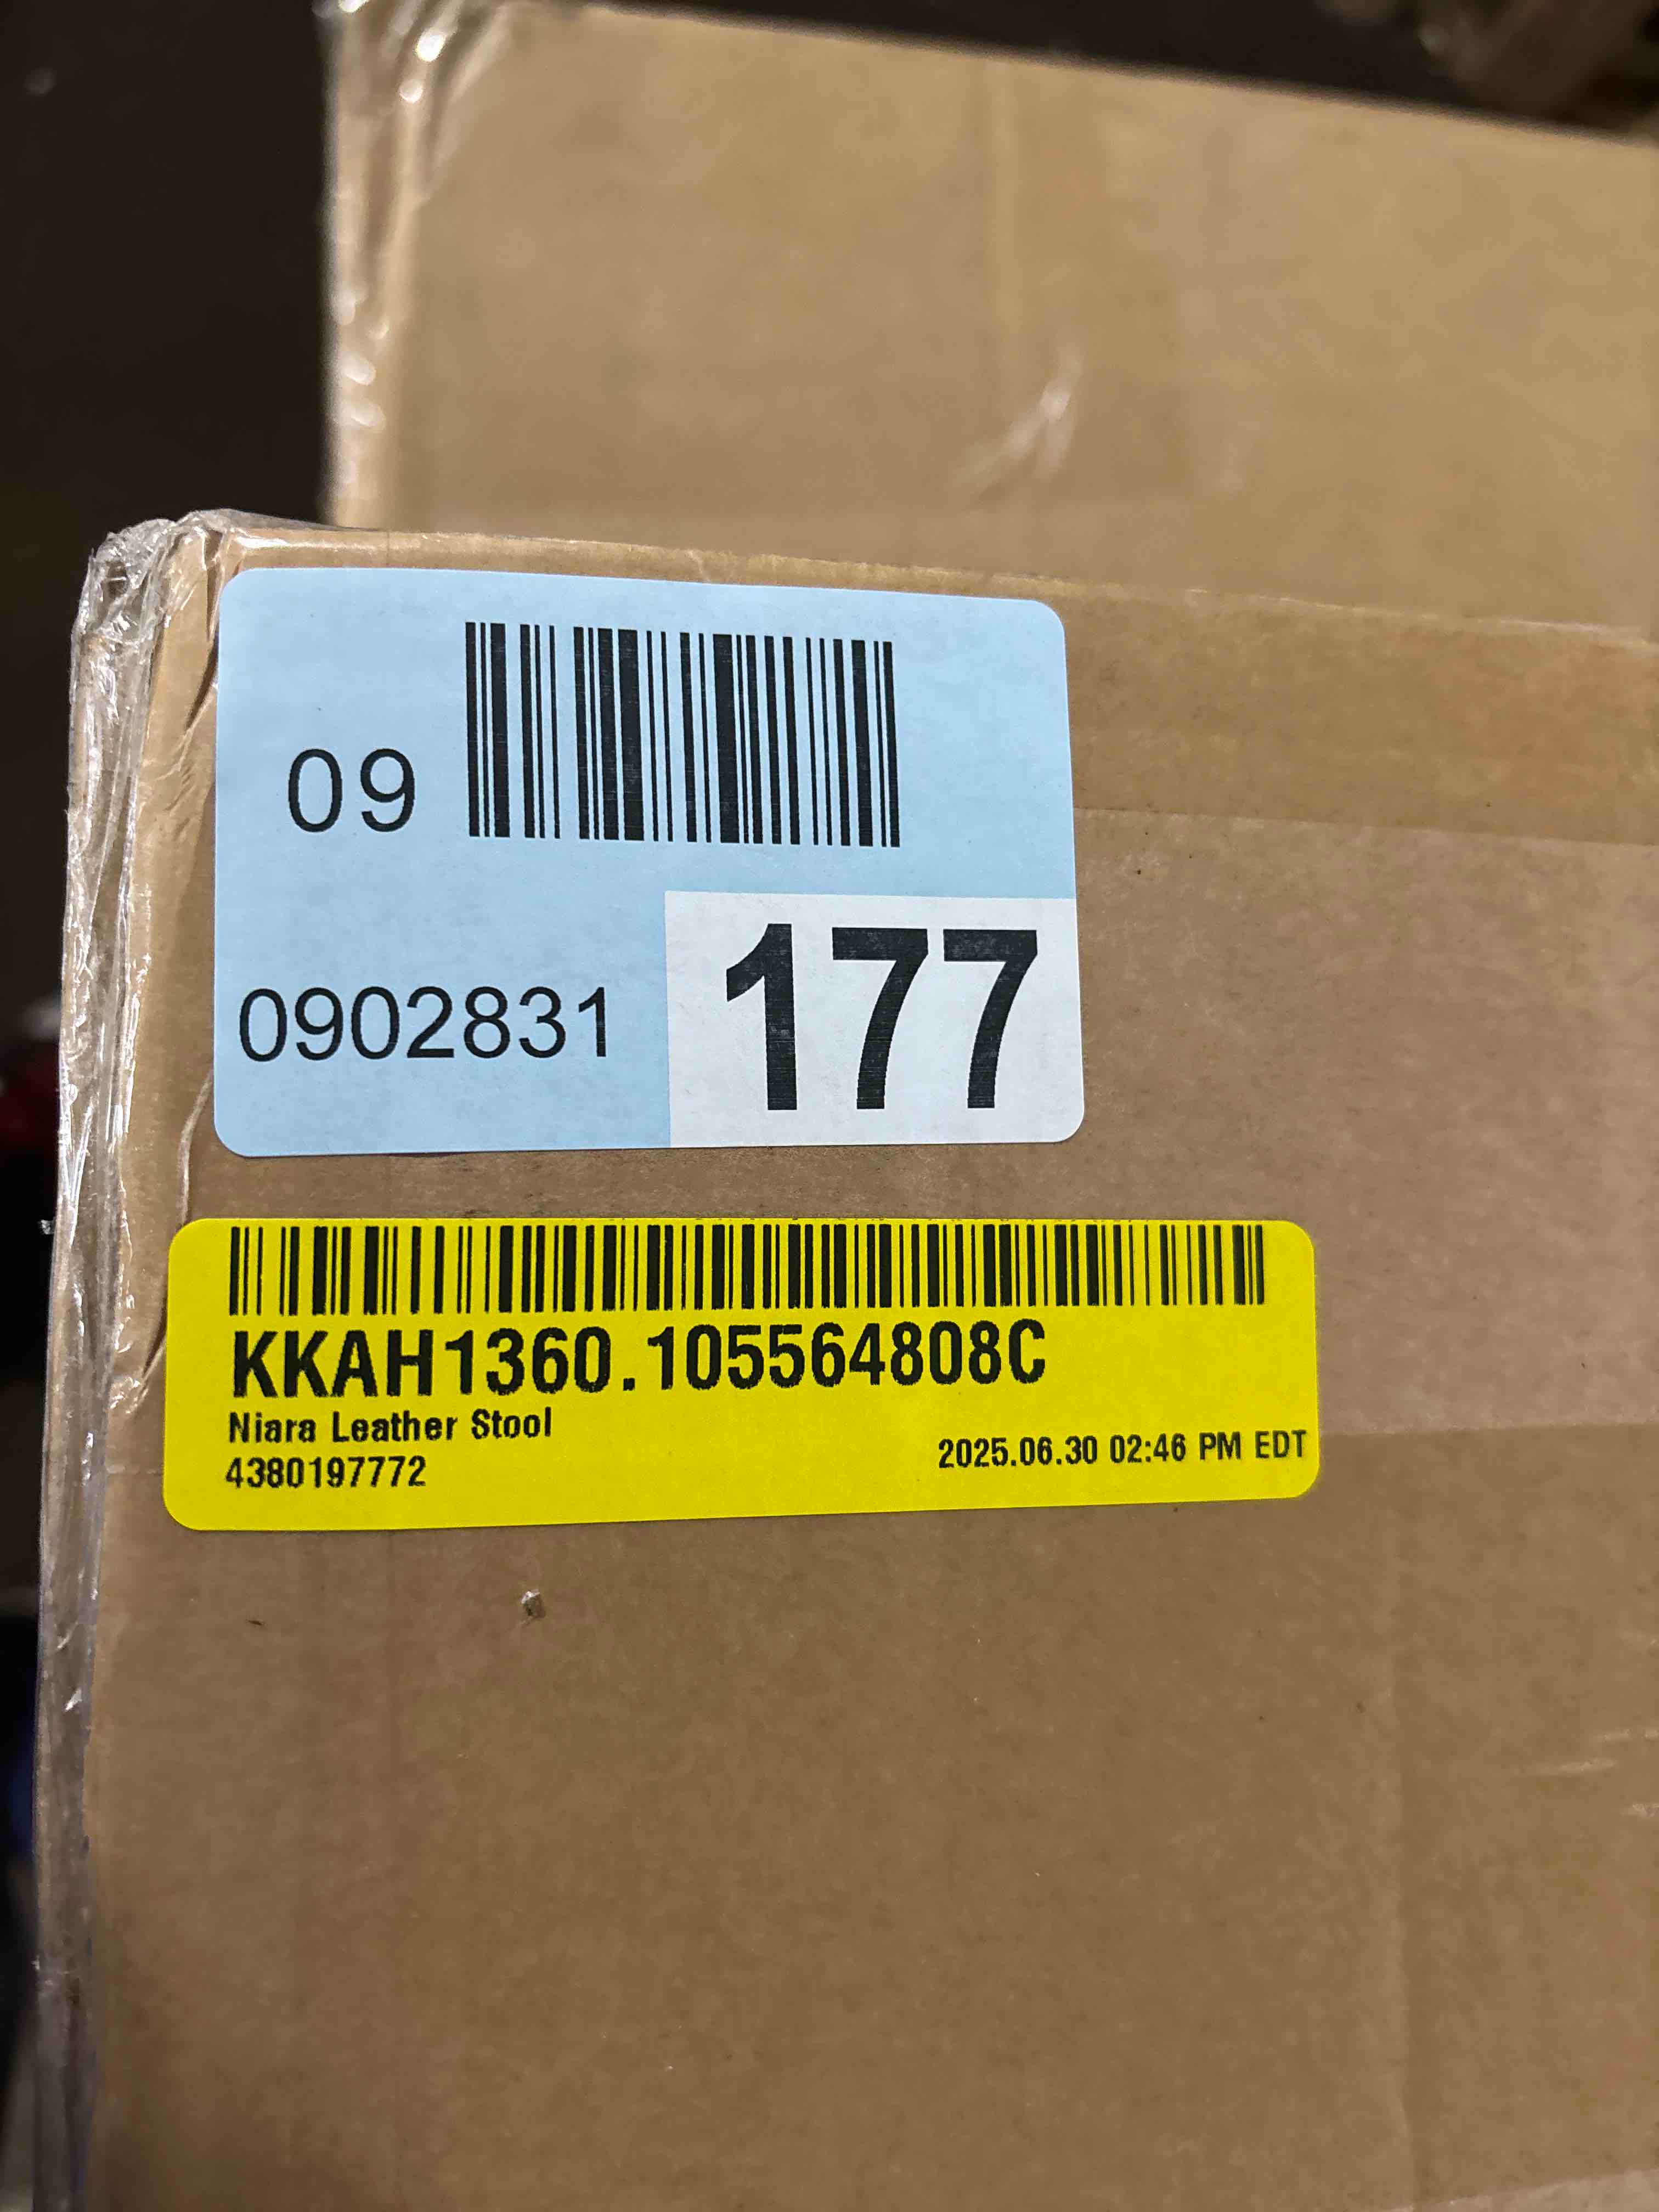 09
0902831
177
KKAH1360.105564808C
Niara Leather Stool
4380197772
2025.06.30 02:46 PM EDT